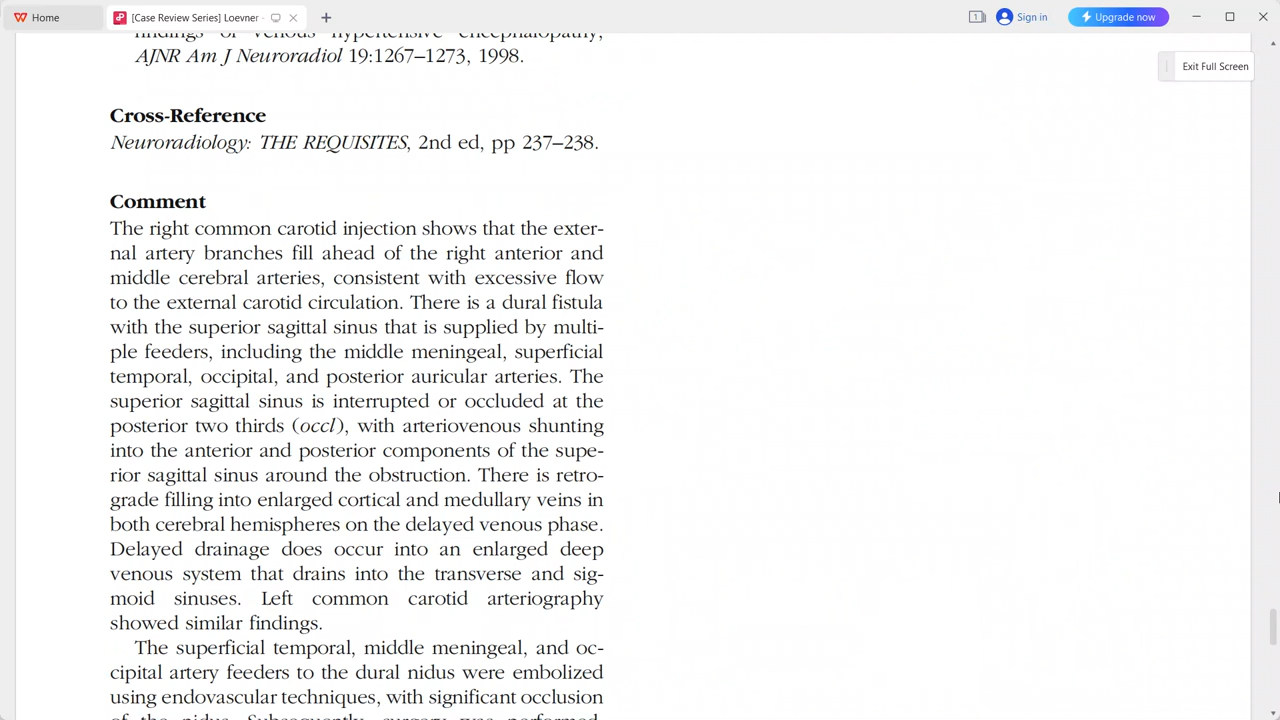 Home
[Case Review Series] Loevner -
1
Sign in
Upgrade now
Exit Full Screen
findings of venous hypertensive encephalopathy,
AJNR Am J Neuroradiol 19:1267–1273, 1998.
Cross-Reference
Neuroradiology: THE REQUISITES, 2nd ed, pp 237–238.
Comment
The right common carotid injection shows that the exter-
nal artery branches fill ahead of the right anterior and
middle cerebral arteries, consistent with excessive flow
to the external carotid circulation. There is a dural fistula
with the superior sagittal sinus that is supplied by multi-
ple feeders, including the middle meningeal, superficial
temporal, occipital, and posterior auricular arteries. The
superior sagittal sinus is interrupted or occluded at the
posterior two thirds (occl), with arteriovenous shunting
into the anterior and posterior components of the supe-
rior sagittal sinus around the obstruction. There is retro-
grade filling into enlarged cortical and medullary veins in
both cerebral hemispheres on the delayed venous phase.
Delayed drainage does occur into an enlarged deep
venous system that drains into the transverse and sig-
moid sinuses. Left common carotid arteriography
showed similar findings.
The superficial temporal, middle meningeal, and oc-
cipital artery feeders to the dural nidus were embolized
using endovascular techniques, with significant occlusion
of the nidus. Subsequently, surgery was performed,